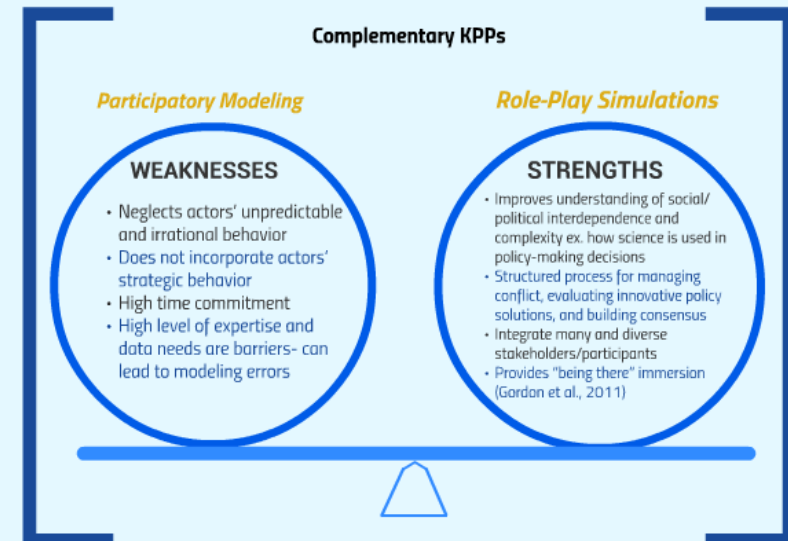 Complementary KPPs
Participatory Modeling
WEAKNESSES
• Neglects actors' unpredictable
and irrational behavior
• Does not incorporate actors'
strategic behavior
• High time commitment
• High level of expertise and
data needs are barriers- can
lead to modeling errors
Role-Play Simulations
STRENGTHS
• Improves understanding of social/
political interdependence and
complexity ex. how science is used in
policy-making decisions
• Structured process for managing
conflict, evaluating innovative policy
solutions, and building consensus
• Integrate many and diverse
stakeholders/participants
• Provides "being there" immersion
(Gordon et al., 2011)